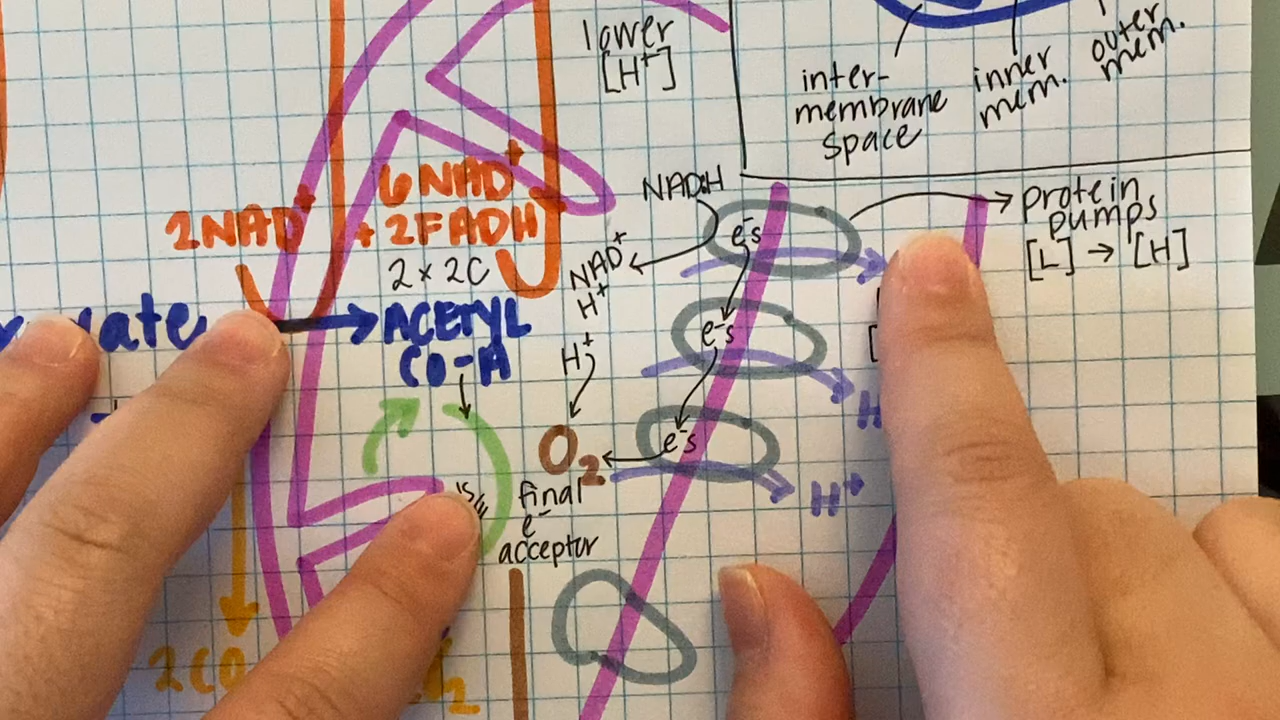 lower
[H⁺]
inter-
membrane
space
inner
mem.
outer
mem.
NADH
protein
pumps
[L] → [H]
2NAD⁺
6NAD⁺
+ 2FADH
2 × 2C
NAD⁺
H⁺
H⁺
e⁻s
e⁻s
e⁻s
ACETYL
CO-A
O₂
final
e⁻
acceptor
H
H⁺
2CO